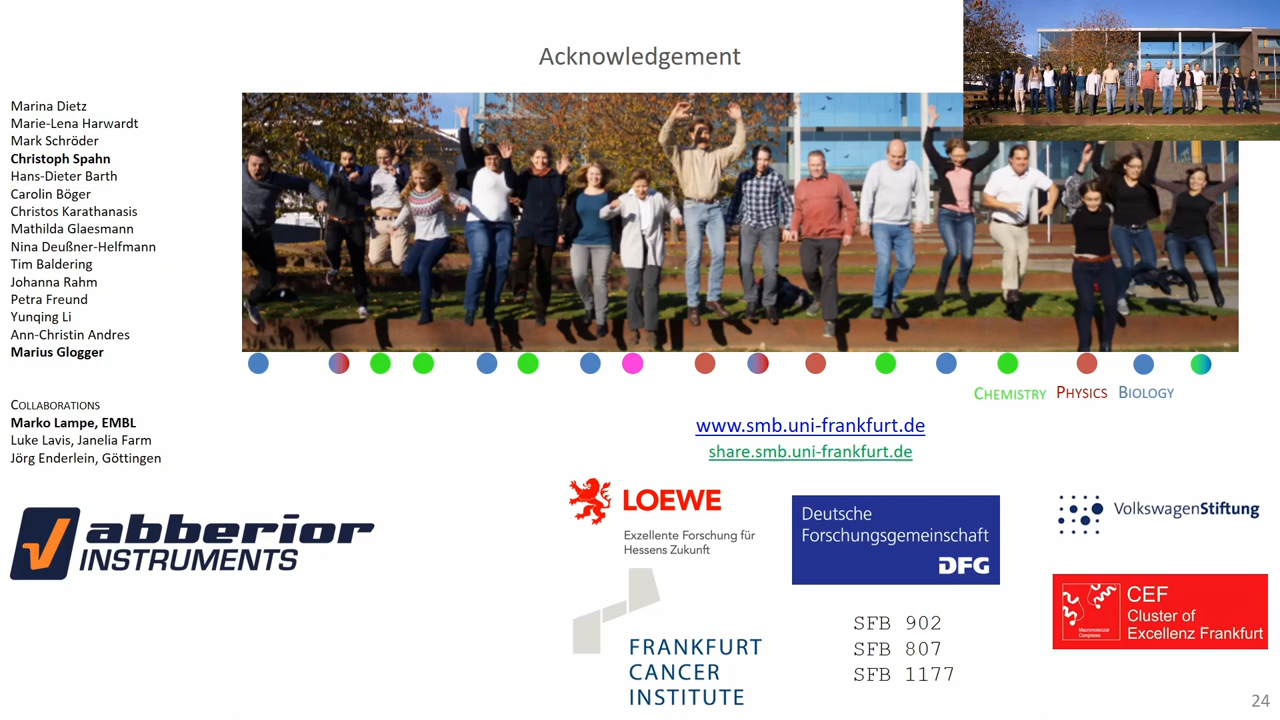 Acknowledgement
Marina Dietz
Marie-Lena Harwardt
Mark Schröder
Christoph Spahn
Hans-Dieter Barth
Carolin Böger
Christos Karathanasis
Mathilda Glaesmann
Nina Deußner-Helfmann
Tim Baldering
Johanna Rahm
Petra Freund
Yunqing Li
Ann-Christin Andres
Marius Glogger
COLLABORATIONS
Marko Lampe, EMBL
Luke Lavis, Janelia Farm
Jörg Enderlein, Göttingen
CHEMISTRY PHYSICS BIOLOGY
www.smb.uni-frankfurt.de
share.smb.uni-frankfurt.de
abberior
INSTRUMENTS
LOEWE
Exzellente Forschung für
Hessens Zukunft
FRANKFURT
CANCER
INSTITUTE
Deutsche
Forschungsgemeinschaft
DFG
SFB 902
SFB 807
SFB 1177
VolkswagenStiftung
CEF
Cluster of
Excellenz Frankfurt
Macromolecular
Complexes
24